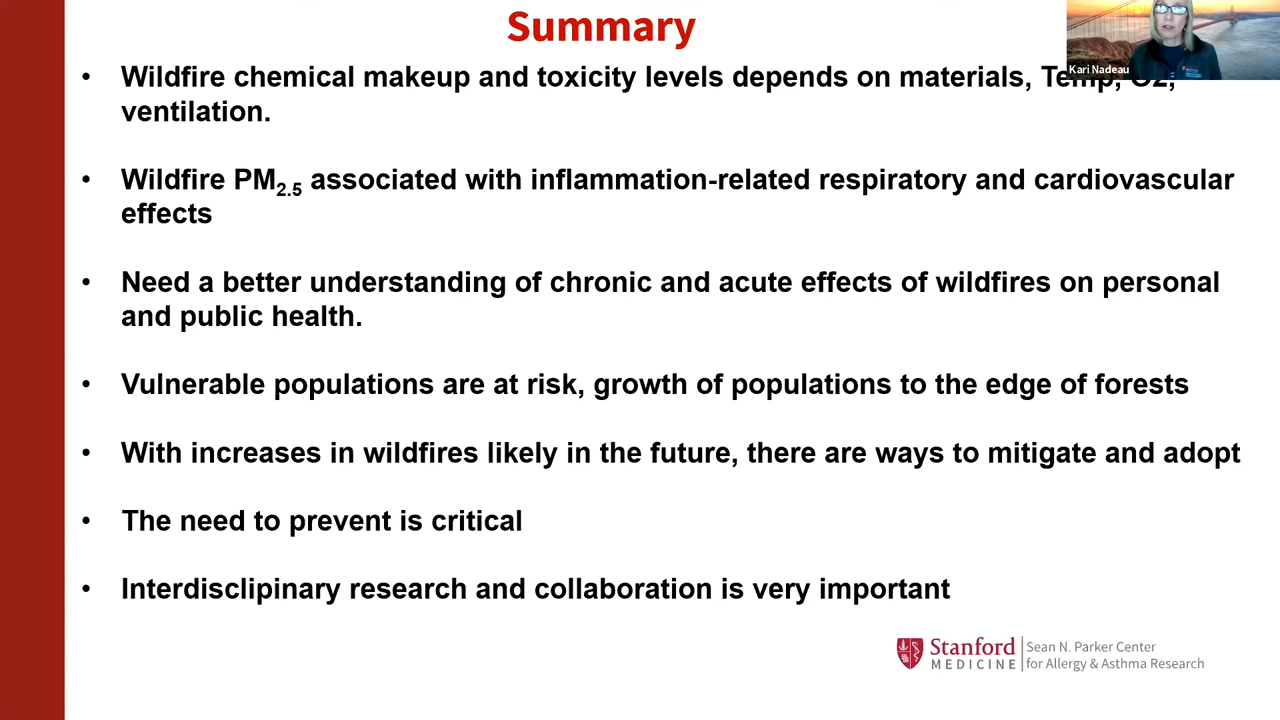 Summary
Kari Nadeau
• Wildfire chemical makeup and toxicity levels depends on materials, Temp, O2,
ventilation.
• Wildfire PM2.5 associated with inflammation-related respiratory and cardiovascular
effects
• Need a better understanding of chronic and acute effects of wildfires on personal
and public health.
• Vulnerable populations are at risk, growth of populations to the edge of forests
• With increases in wildfires likely in the future, there are ways to mitigate and adopt
• The need to prevent is critical
• Interdisclipinary research and collaboration is very important
Stanford
MEDICINE
Sean N. Parker Center
for Allergy & Asthma Research